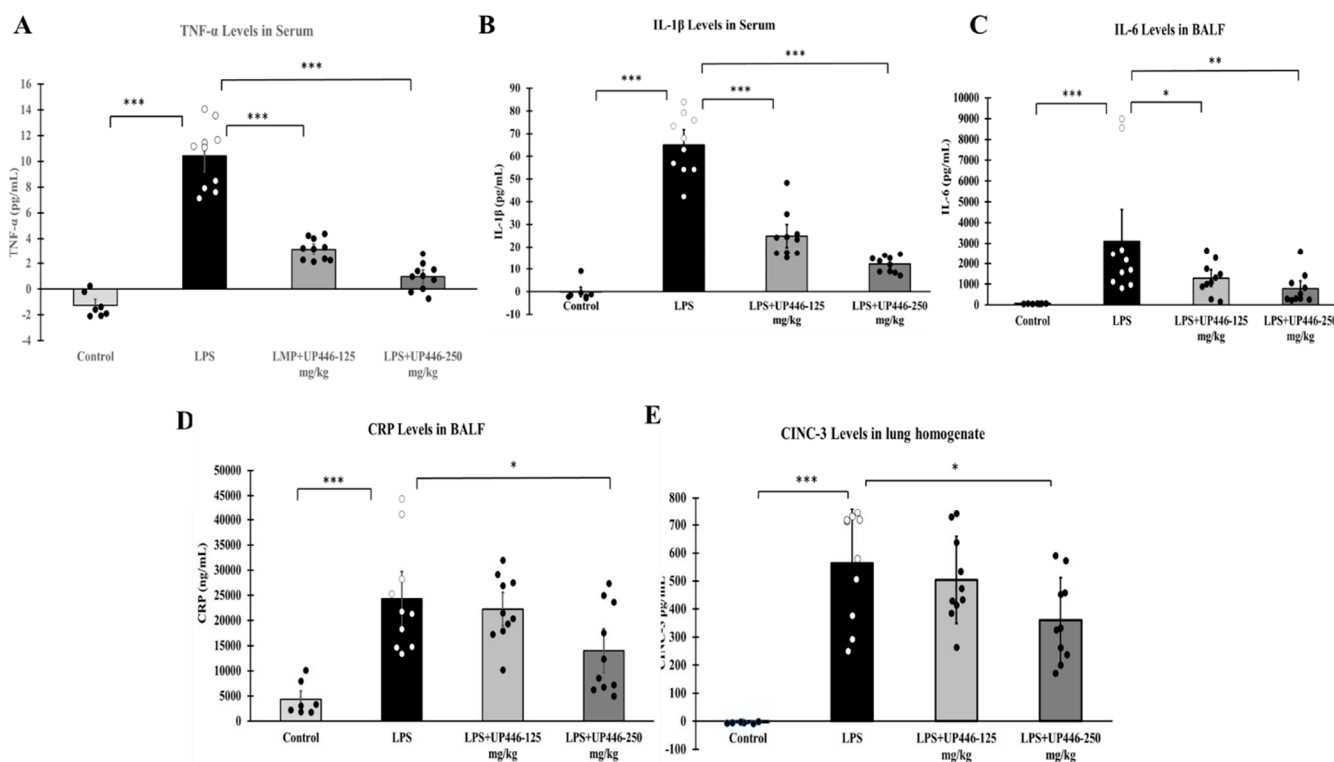 A
TNF-α Levels in Serum
TNF-α (pg/mL)
16
14
12
10
8
6
4
2
0
-2
-4
***
***
***
Control
LPS
LMP+UP446-125
mg/kg
LPS+UP446-250
mg/kg
B
IL-1β Levels in Serum
IL-1β (pg/mL)
90
80
70
60
50
40
30
20
10
0
-10
***
***
***
Control
LPS
LPS+UP446-125
mg/kg
LPS+UP446-250
mg/kg
C
IL-6 Levels in BALF
IL-6 (pg/mL)
10000
9000
8000
7000
6000
5000
4000
3000
2000
1000
0
***
**
*
Control
LPS
LPS+UP446-125
mg/kg
LPS+UP446-250
mg/kg
D
CRP Levels in BALF
CRP (ng/mL)
50000
45000
40000
35000
30000
25000
20000
15000
10000
5000
0
***
*
Control
LPS
LPS+UP446-125
mg/kg
LPS+UP446-250
mg/kg
E
CINC-3 Levels in lung homogenate
CINC-3 pg/mL
800
700
600
500
400
300
200
100
0
-100
***
*
Control
LPS
LPS+UP446-125
mg/kg
LPS+UP446-250
mg/kg